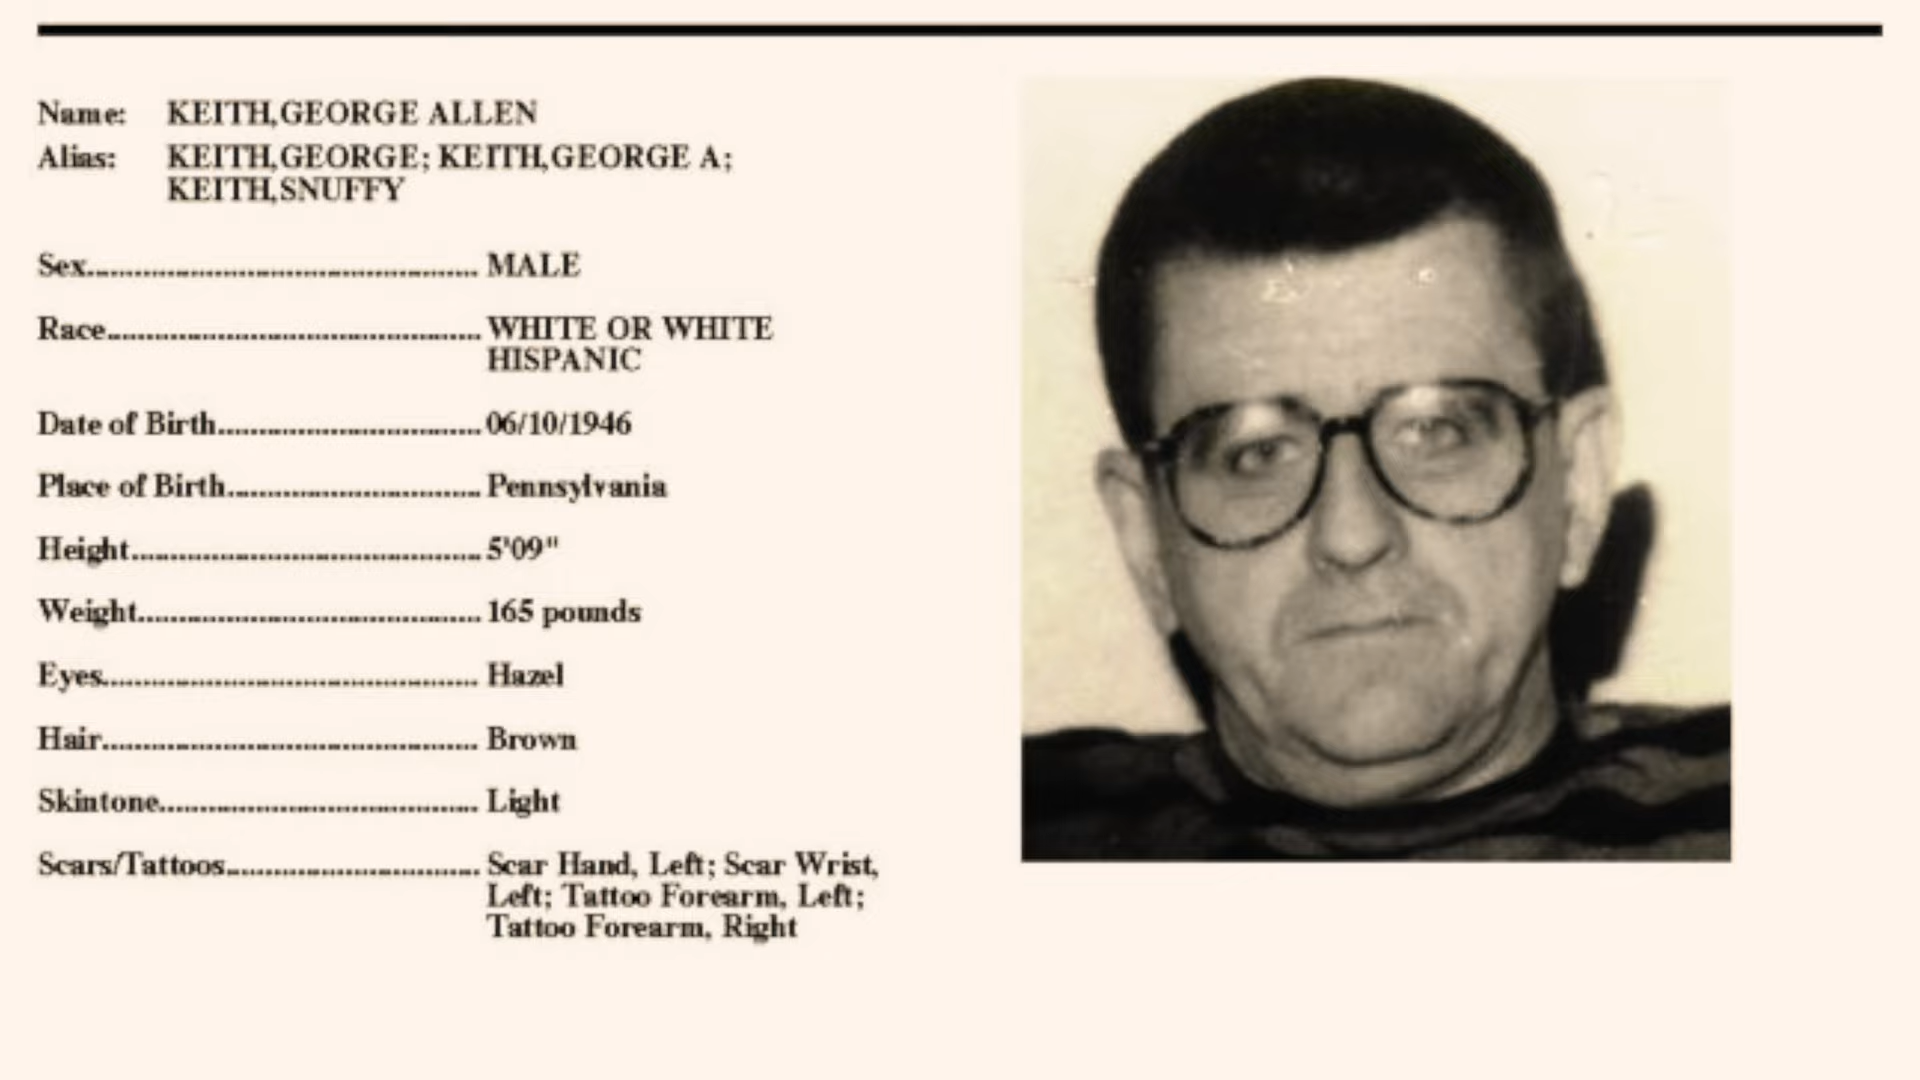 Name: KEITH,GEORGE ALLEN
Alias: KEITH,GEORGE; KEITH,GEORGE A;
KEITH,SNUFFY
Sex................................................ MALE
Race.............................................. WHITE OR WHITE
HISPANIC
Date of Birth................................. 06/10/1946
Place of Birth................................ Pennsylvania
Height........................................... 5'09"
Weight........................................... 165 pounds
Eyes............................................... Hazel
Hair............................................... Brown
Skintone........................................ Light
Scars/Tattoos................................ Scar Hand, Left; Scar Wrist,
Left; Tattoo Forearm, Left;
Tattoo Forearm, Right